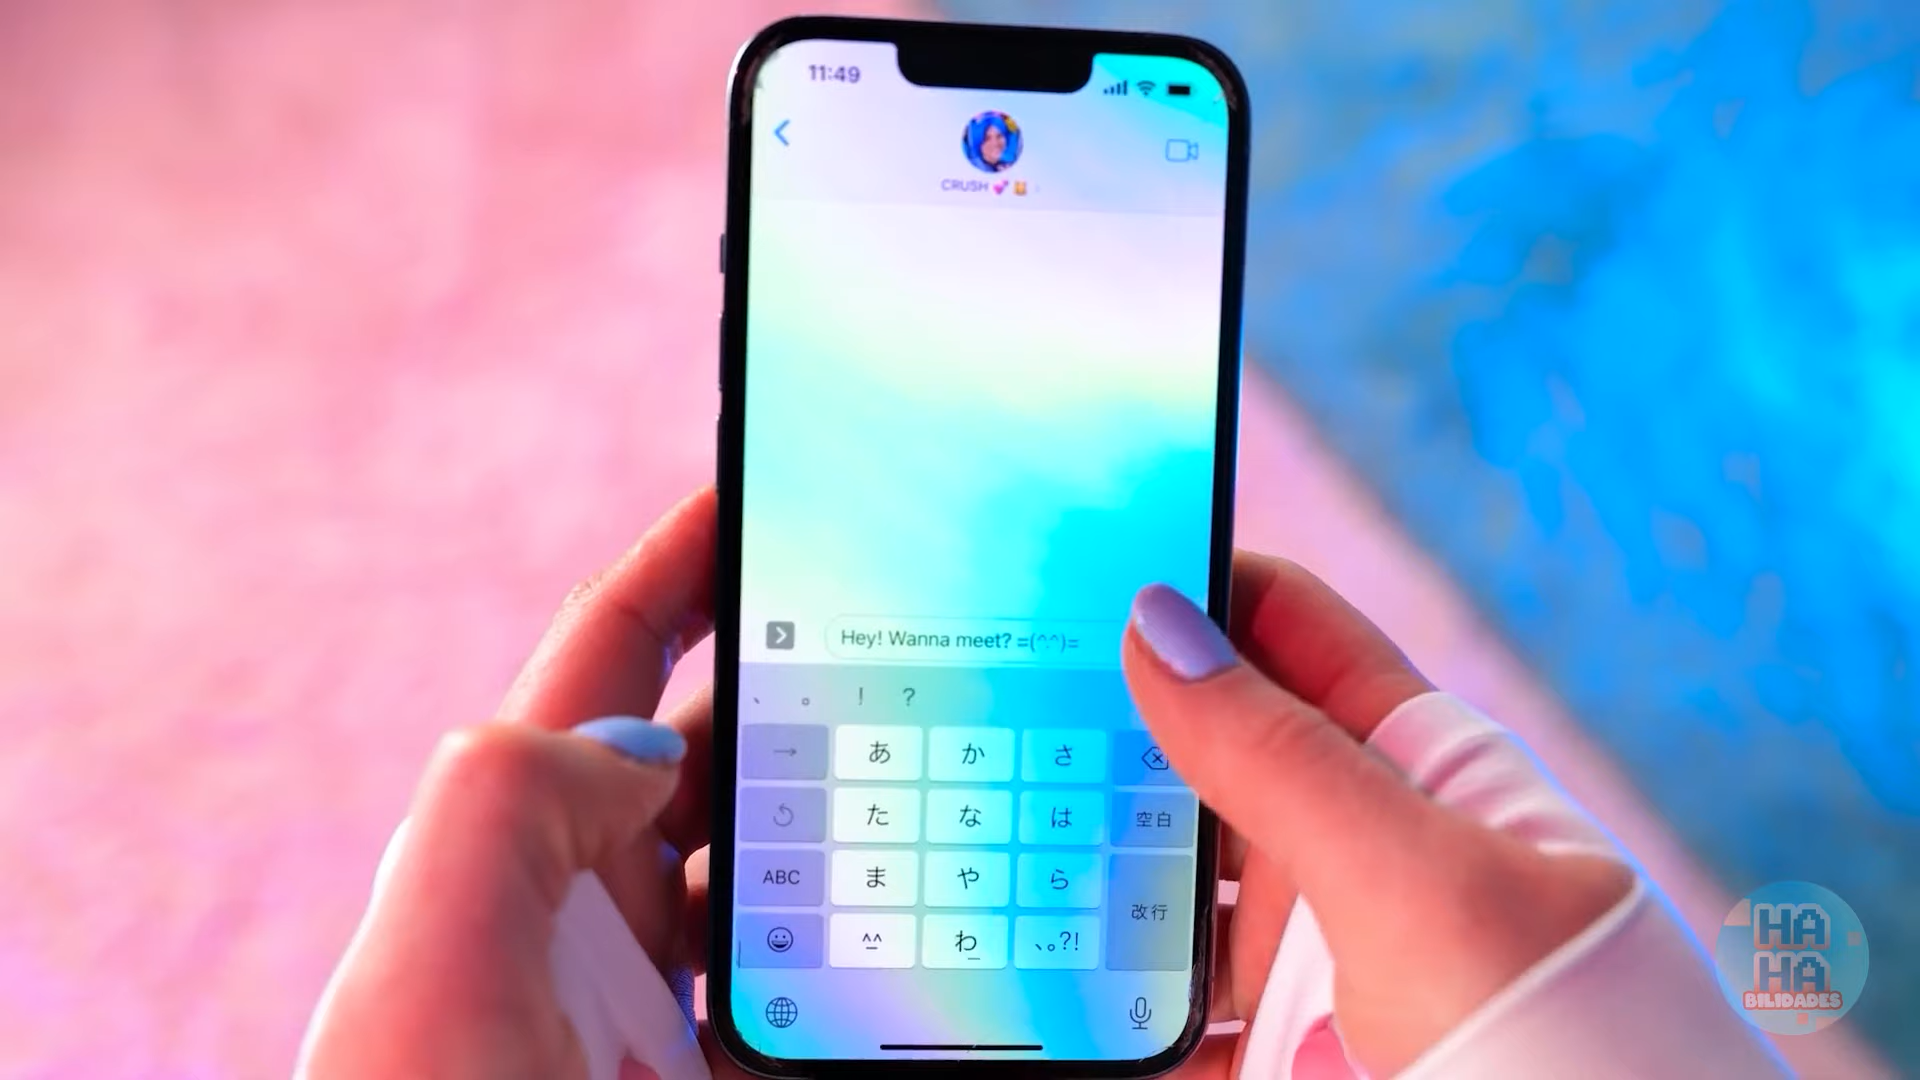 11:49
CRUSH 💕 🐱 ›
Hey! Wanna meet? =(^.^)=
、 。 ! ?
→ あ か さ
た な は 空白
ABC ま や ら
改行
^^ わ 、。?!
HA
HA
BILIDADES